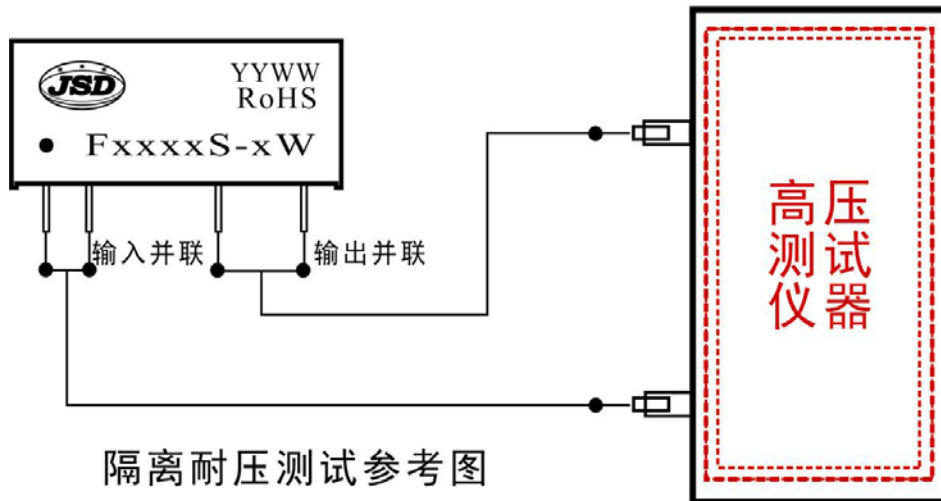 JSD
YYWW
RoHS
FxxxxS-xW
输入并联
输出并联
高压
测试
仪器
隔离耐压测试参考图